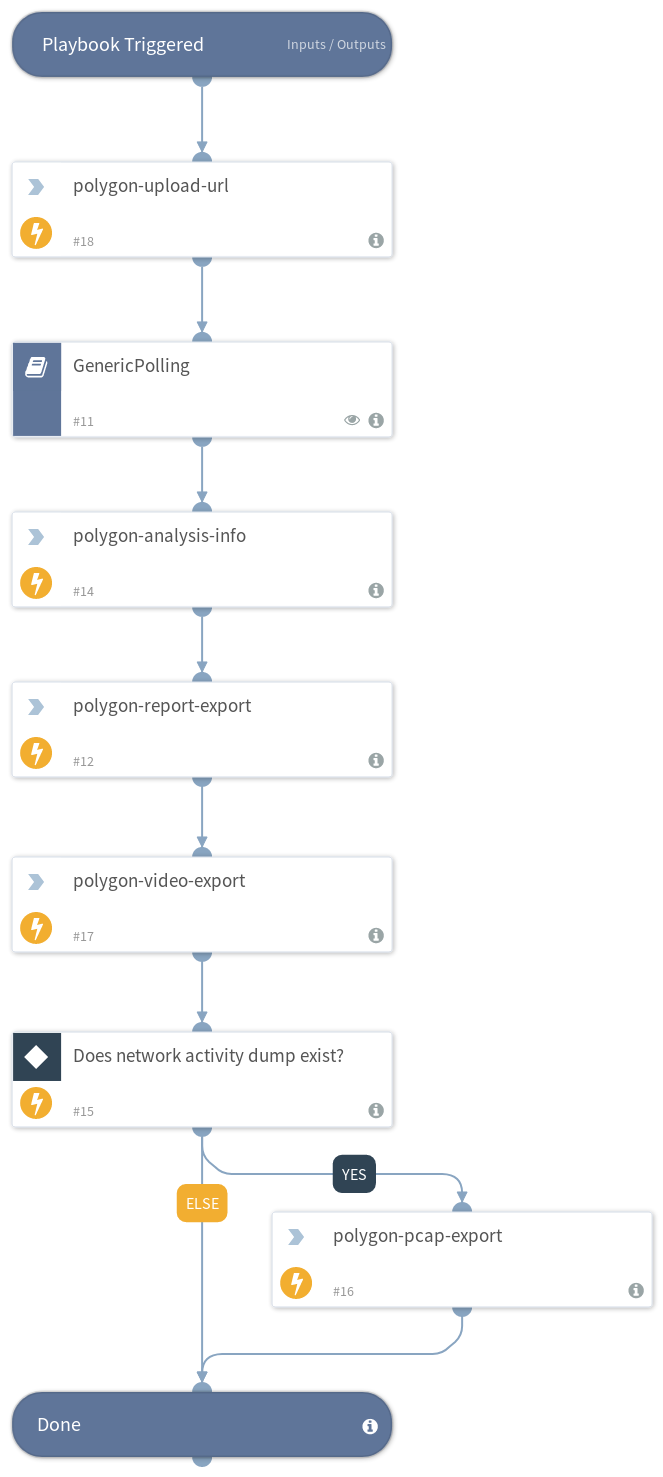 Playbook Triggered Inputs / Outputs
polygon-upload-url
#18
GenericPolling
#11
polygon-analysis-info
#14
polygon-report-export
#12
polygon-video-export
#17
Does network activity dump exist?
#15
YES
ELSE
polygon-pcap-export
#16
Done